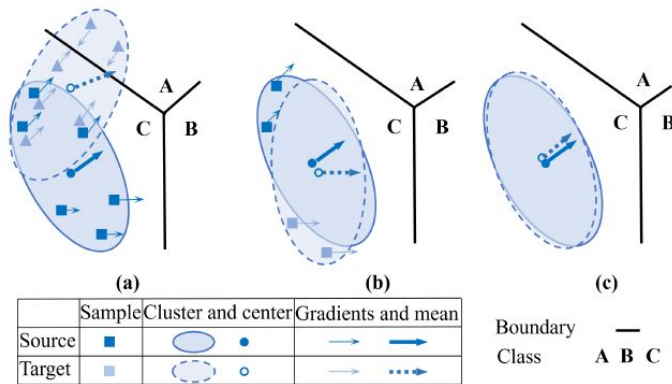 A
C B
A
C B
A
C B
(a) (b) (c)
Sample Cluster and center Gradients and mean
Source
Target
Boundary
Class A B C